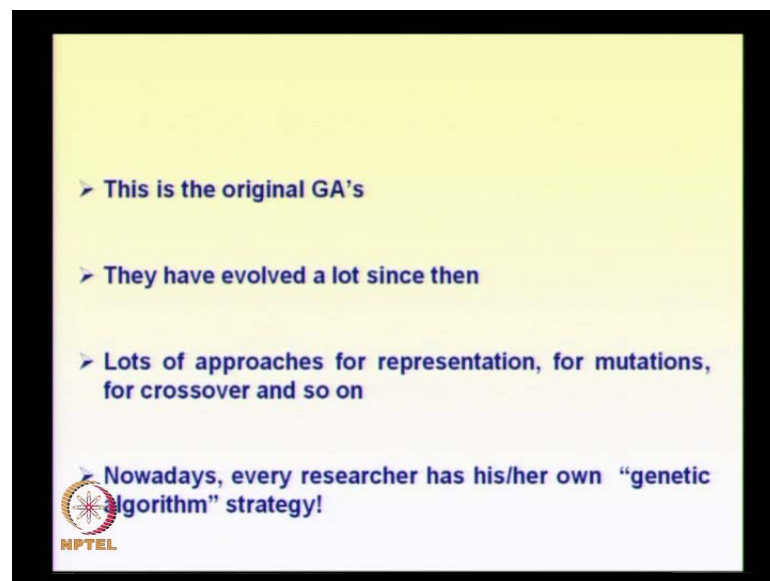 ➢ This is the original GA's
➢ They have evolved a lot since then
➢ Lots of approaches for representation, for mutations,
for crossover and so on
➢ Nowadays, every researcher has his/her own "genetic
algorithm" strategy!
NPTEL